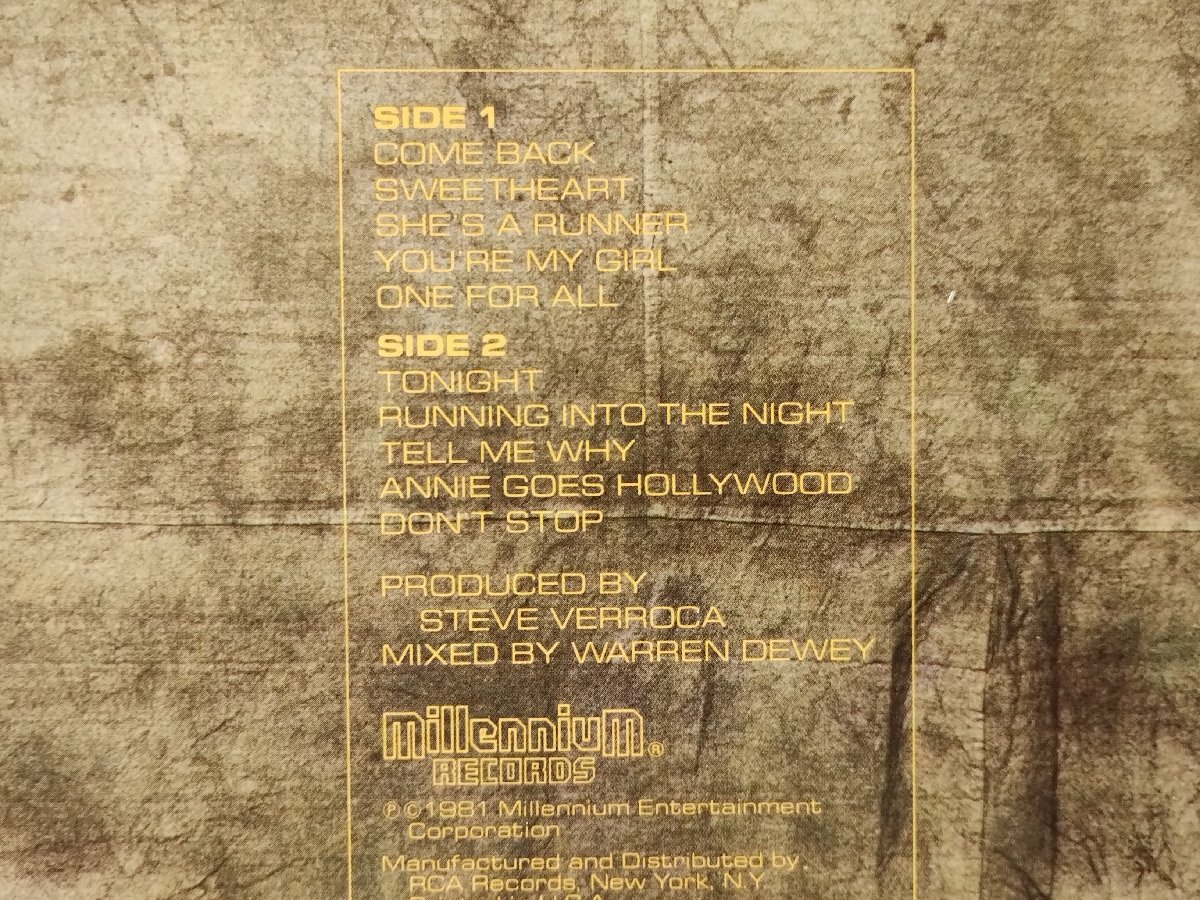 SIDE 1
COME BACK
SWEETHEART
SHE'S A RUNNER
YOU'RE MY GIRL
ONE FOR ALL
SIDE 2
TONIGHT
RUNNING INTO THE NIGHT
TELL ME WHY
ANNIE GOES HOLLYWOOD
DON'T STOP
PRODUCED BY
STEVE VERROCA
MIXED BY WARREN DEWEY
millenniuM®
RECORDS
℗©1981 Millennium Entertainment
Corporation
Manufactured and Distributed by
RCA Records, New York, N.Y.